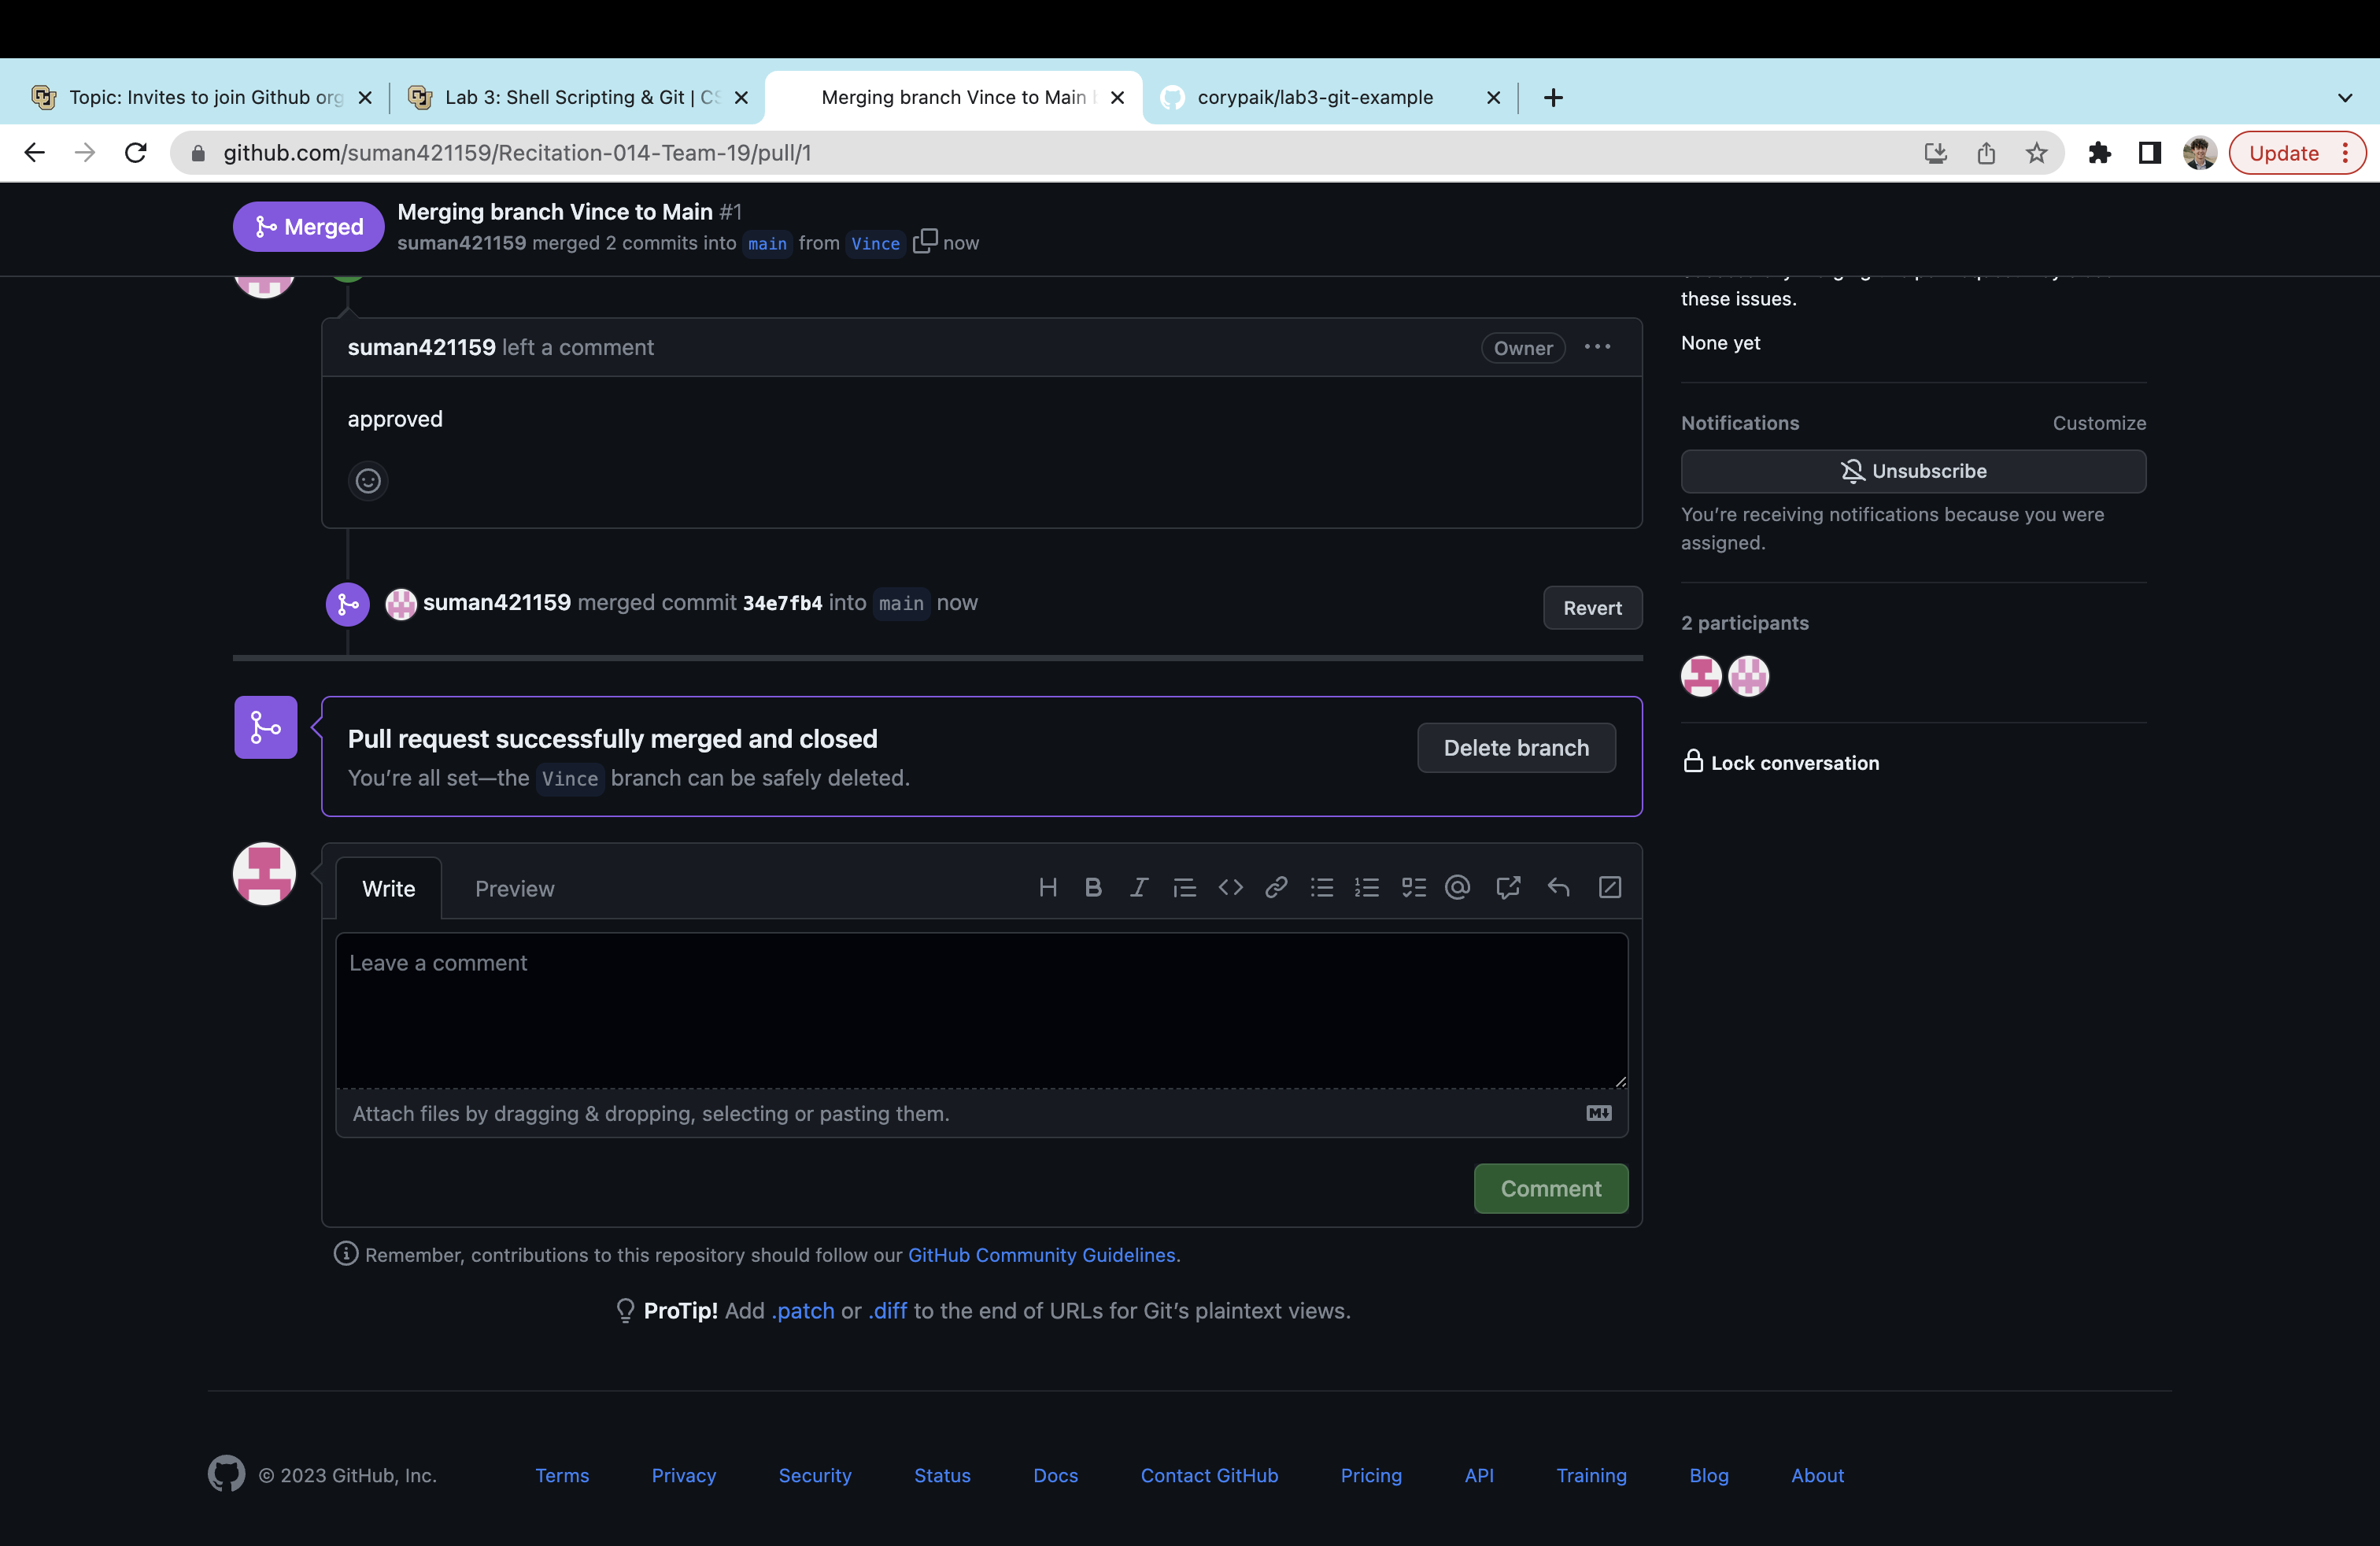 Topic: Invites to join Github org
Lab 3: Shell Scripting & Git | CS
Merging branch Vince to Main
corypaik/lab3-git-example
github.com/suman421159/Recitation-014-Team-19/pull/1
Update
Merged
Merging branch Vince to Main #1
suman421159 merged 2 commits into main from Vince now
these issues.
None yet
suman421159 left a comment
Owner
approved
Notifications
Customize
Unsubscribe
You’re receiving notifications because you were
assigned.
suman421159 merged commit 34e7fb4 into main now
Revert
2 participants
Pull request successfully merged and closed
You’re all set—the Vince branch can be safely deleted.
Delete branch
Lock conversation
Write
Preview
Leave a comment
Attach files by dragging & dropping, selecting or pasting them.
Comment
Remember, contributions to this repository should follow our GitHub Community Guidelines.
ProTip! Add .patch or .diff to the end of URLs for Git’s plaintext views.
© 2023 GitHub, Inc.
Terms
Privacy
Security
Status
Docs
Contact GitHub
Pricing
API
Training
Blog
About